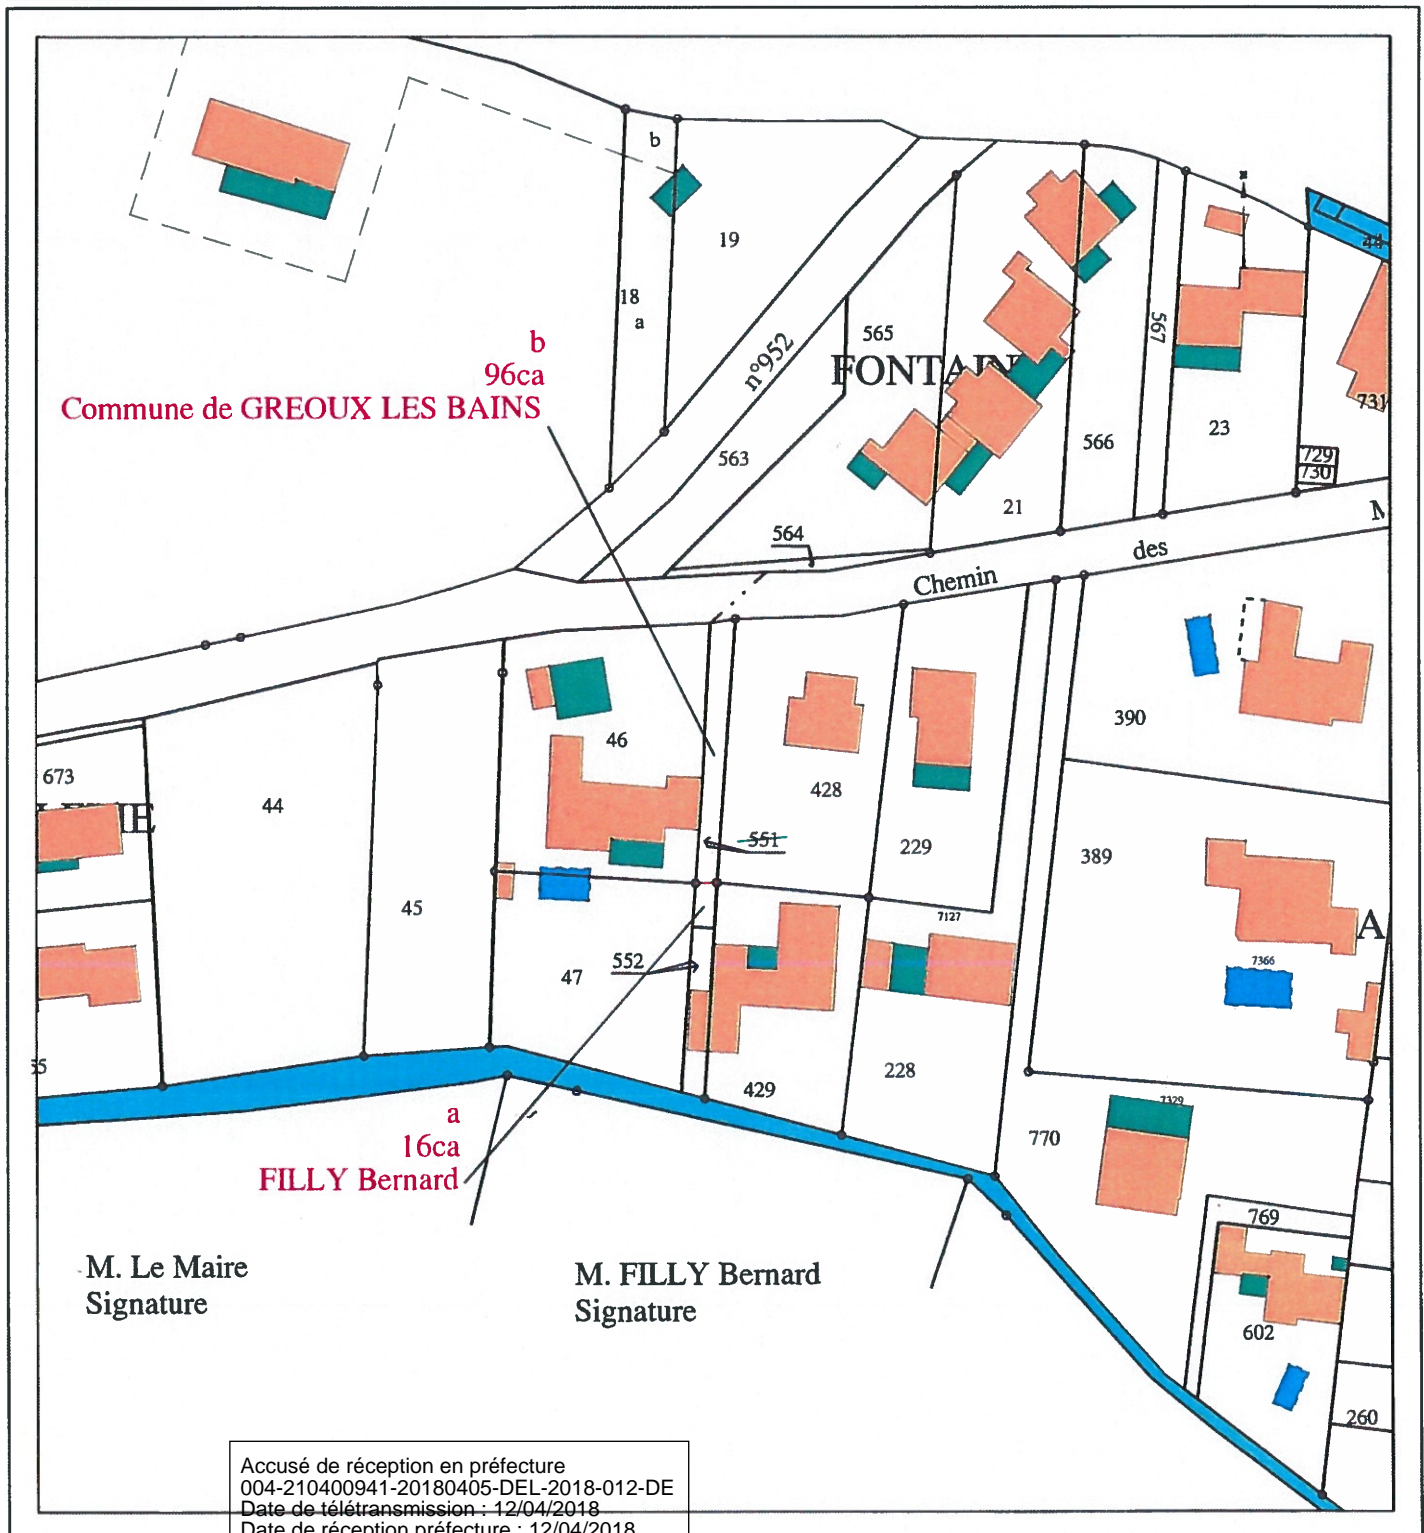 b
19
18
a
44
b
96ca
Commune de GREOUX LES BAINS
n°952
565
567
FONTAIN
731
563
566
23
729
730
21
564
M
des
Chemin
390
46
673
44
428
551
229
389
45
7127
A
552
47
7366
228
429
a
16ca
FILLY Bernard
770
7329
769
M. Le Maire
Signature
M. FILLY Bernard
Signature
602
260
Accusé de réception en préfecture
004-210400941-20180405-DEL-2018-012-DE
Date de télétransmission : 12/04/2018
Date de réception préfecture : 12/04/2018